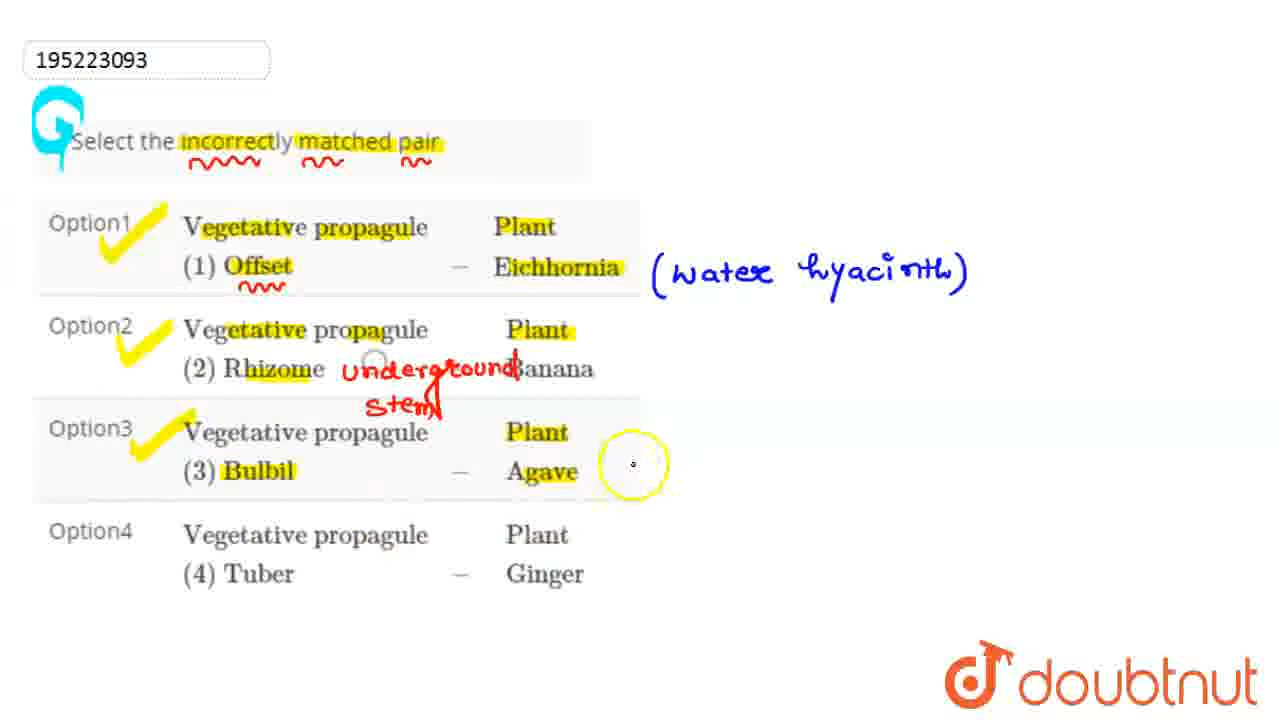 195223093
Select the incorrectly matched pair
Option1 Vegetative propagule Plant
(1) Offset – Eichhornia (Water hyacinth)
Option2 Vegetative propagule Plant
(2) Rhizome underground Banana
stem
Option3 Vegetative propagule Plant
(3) Bulbil – Agave
Option4 Vegetative propagule Plant
(4) Tuber – Ginger
doubtnut